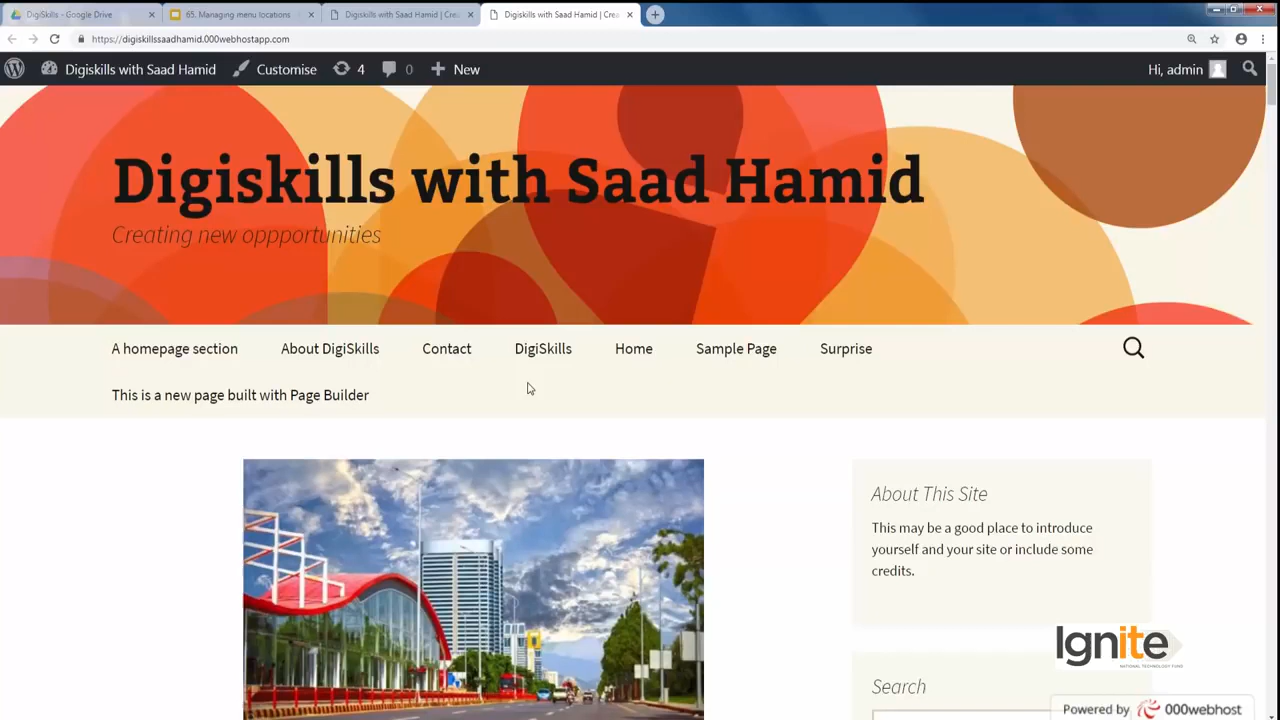 DigiSkills - Google Drive
65. Managing menu locations
Digiskills with Saad Hamid | Crea
Digiskills with Saad Hamid | Crea
https://digiskillssaadhamid.000webhostapp.com
Digiskills with Saad Hamid
Customise
4
0
New
Hi, admin
Digiskills with Saad Hamid
Creating new oppportunities
A homepage section
About DigiSkills
Contact
DigiSkills
Home
Sample Page
Surprise
This is a new page built with Page Builder
About This Site
This may be a good place to introduce
yourself and your site or include some
credits.
Ignite
NATIONAL TECHNOLOGY FUND
Search
Powered by 000webhost